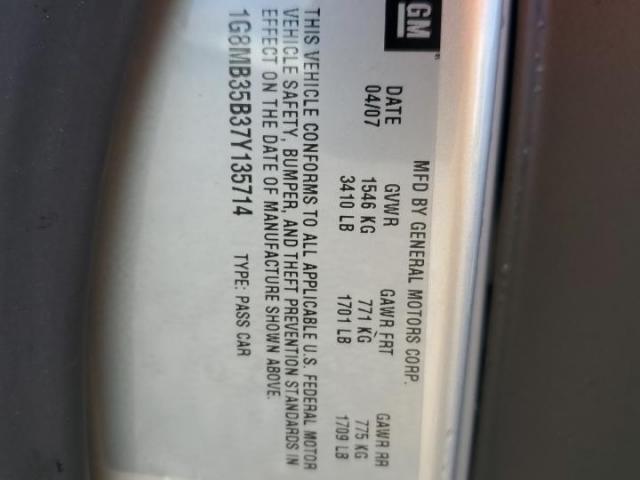 GM
MFD BY GENERAL MOTORS CORP.
DATE GVWR GAWR FRT GAWR RR
04/07 1546 KG 771 KG 775 KG
3410 LB 1701 LB 1709 LB
THIS VEHICLE CONFORMS TO ALL APPLICABLE U.S. FEDERAL MOTOR
VEHICLE SAFETY, BUMPER, AND THEFT PREVENTION STANDARDS IN
EFFECT ON THE DATE OF MANUFACTURE SHOWN ABOVE.
1G8MB35B37Y135714 TYPE: PASS CAR